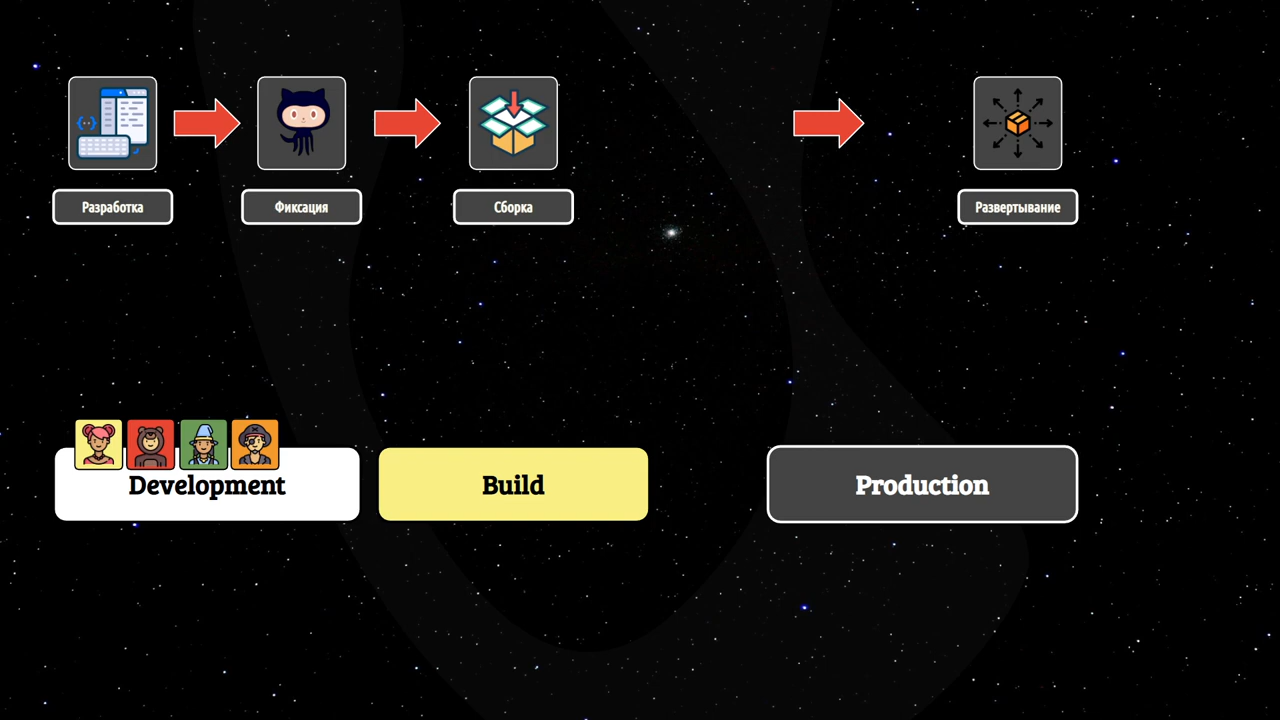 Разработка
Фиксация
Сборка
Развертывание
Development
Build
Production